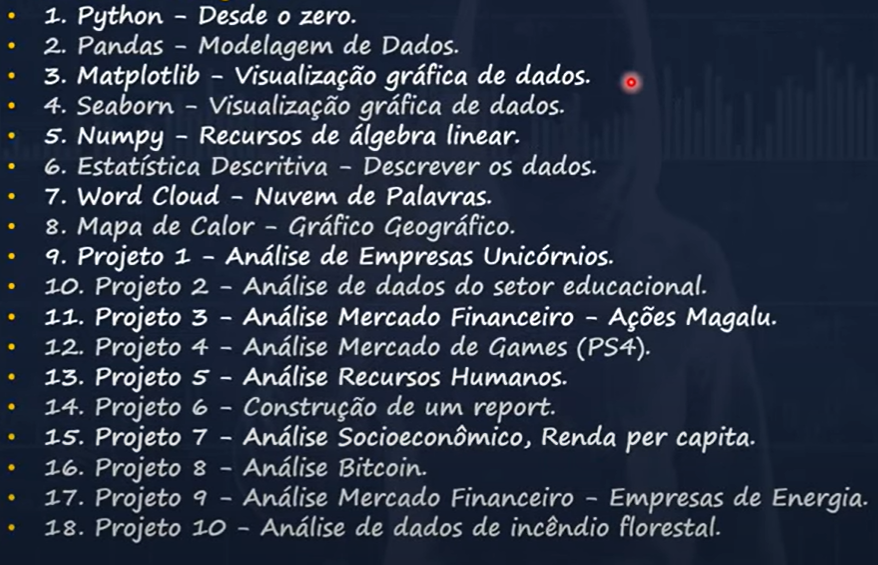 • 1. Python - Desde o zero.
• 2. Pandas - Modelagem de Dados.
• 3. Matplotlib - Visualização gráfica de dados.
• 4. Seaborn - Visualização gráfica de dados.
• 5. Numpy - Recursos de álgebra linear.
• 6. Estatística Descritiva - Descrever os dados.
• 7. Word Cloud - Nuvem de Palavras.
• 8. Mapa de Calor - Gráfico Geográfico.
• 9. Projeto 1 - Análise de Empresas Unicórnios.
• 10. Projeto 2 - Análise de dados do setor educacional.
• 11. Projeto 3 - Análise Mercado Financeiro - Ações Magalu.
• 12. Projeto 4 - Análise Mercado de Games (PS4).
• 13. Projeto 5 - Análise Recursos Humanos.
• 14. Projeto 6 - Construção de um report.
• 15. Projeto 7 - Análise Socioeconômico, Renda per capita.
• 16. Projeto 8 - Análise Bitcoin.
• 17. Projeto 9 - Análise Mercado Financeiro - Empresas de Energia.
• 18. Projeto 10 - Análise de dados de incêndio florestal.